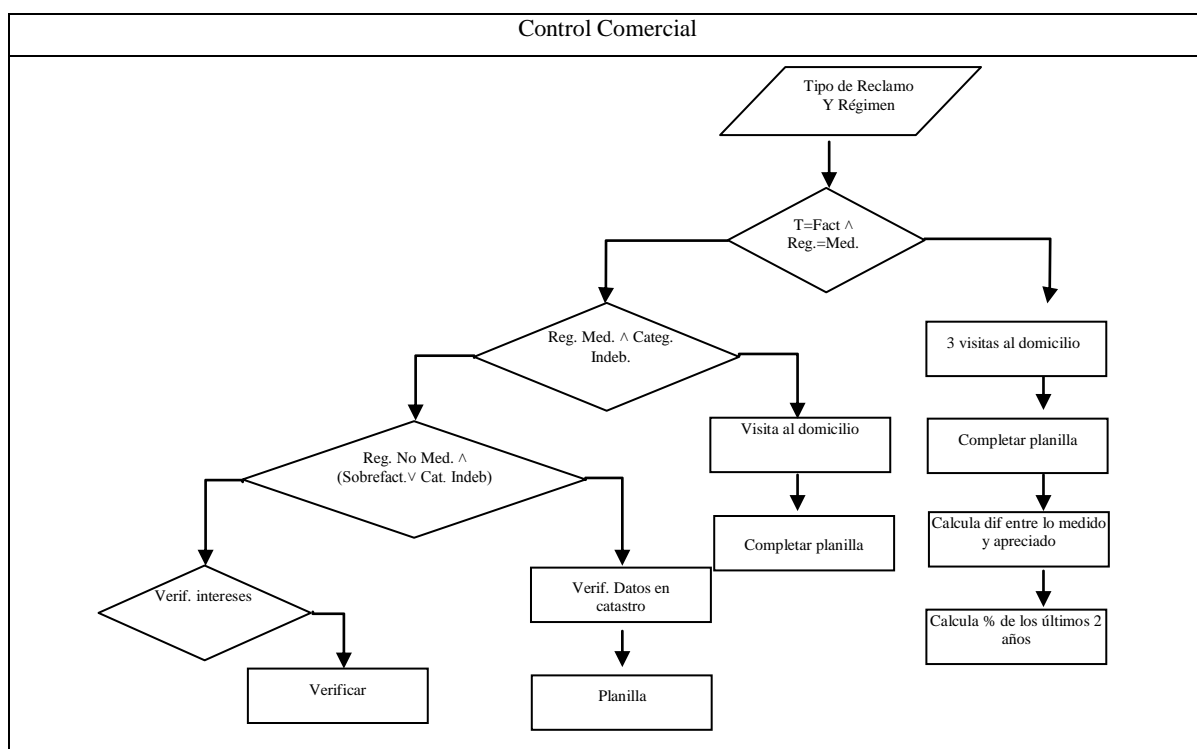 Control Comercial
Tipo de Reclamo
Y Régimen
T=Fact ^
Reg.=Med.
Reg. Med. ^ Categ.
Indeb.
3 visitas al domicilio
Visita al domicilio
Completar planilla
Reg. No Med. ^
(Sobrefact.˅ Cat. Indeb)
Calcula dif entre lo medido
y apreciado
Completar planilla
Verif. Datos en
catastro
Verif. intereses
Calcula % de los últimos 2
años
Verificar
Planilla